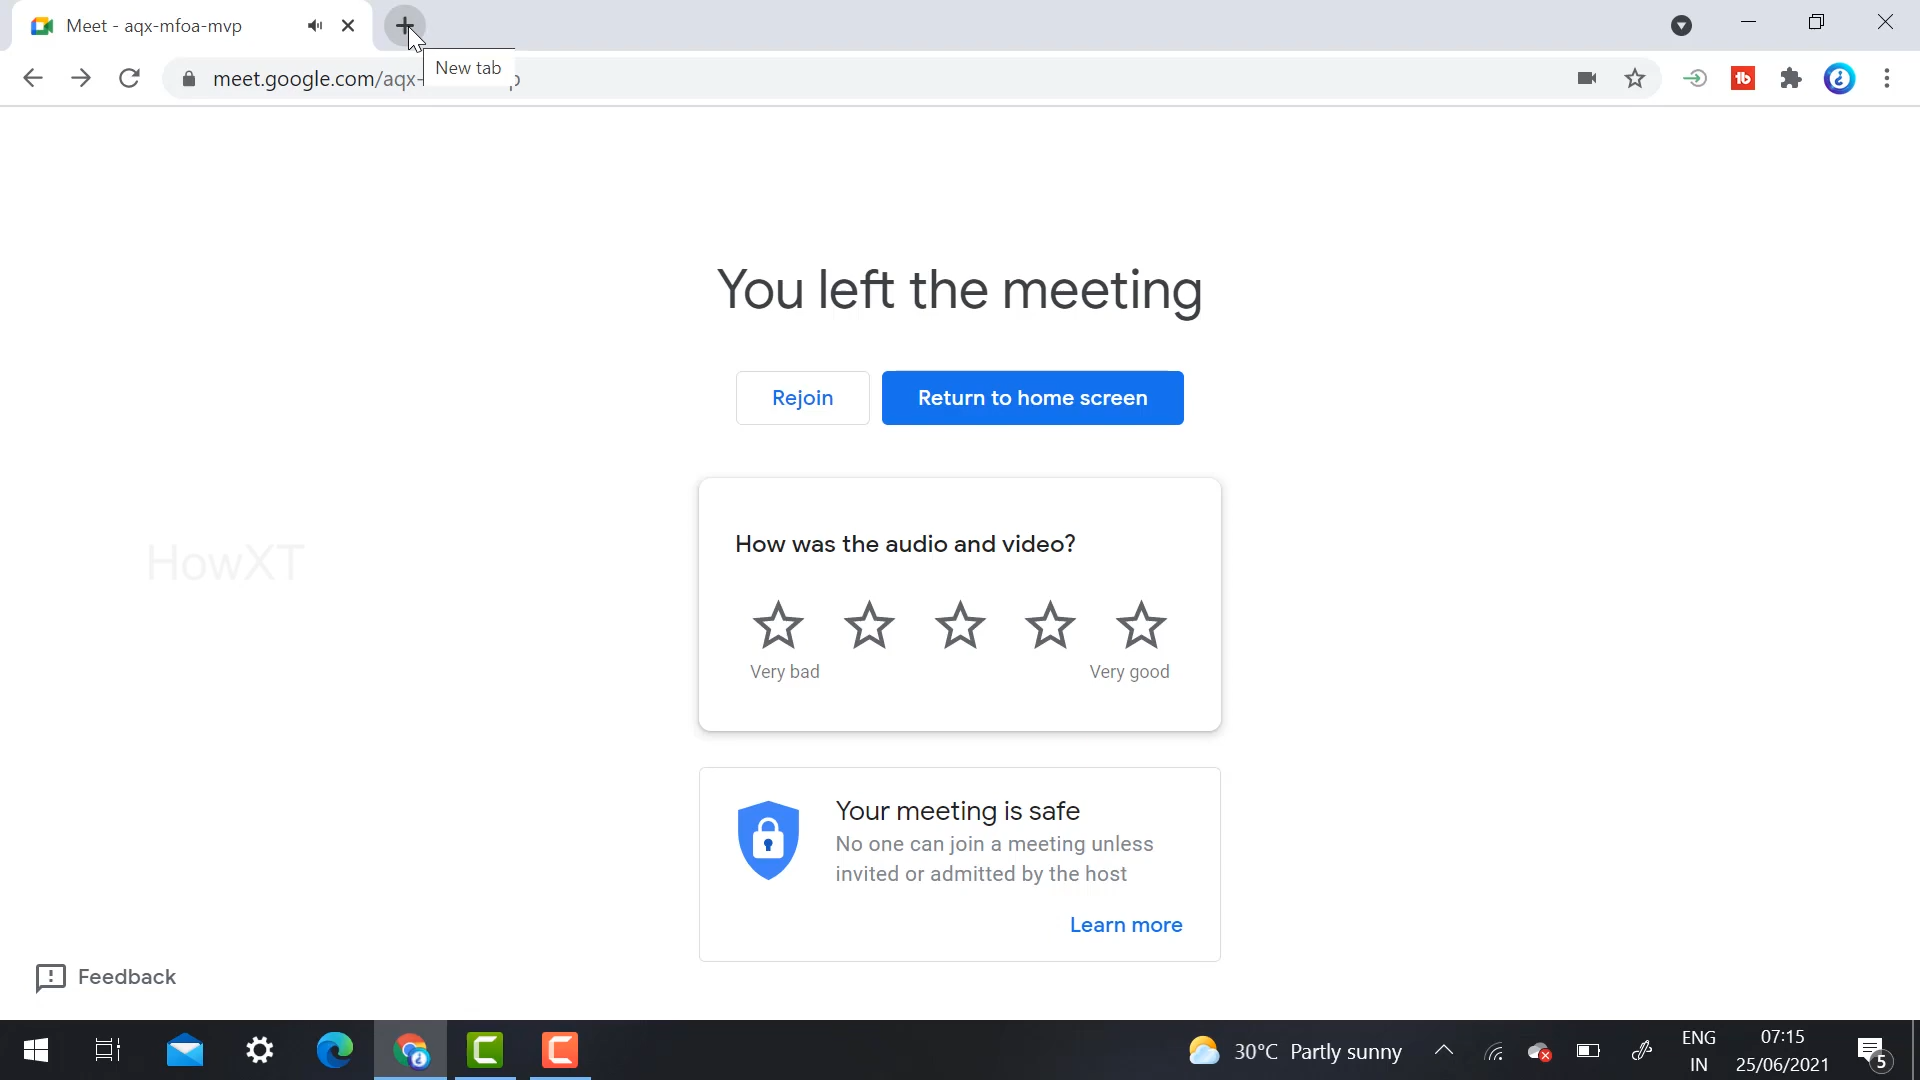 Meet - aqx-mfoa-mvp
New tab
meet.google.com/aqx-
You left the meeting
Rejoin
Return to home screen
How was the audio and video?
Very bad
Very good
HowXT
Your meeting is safe
No one can join a meeting unless
invited or admitted by the host
Learn more
Feedback
30°C Partly sunny
ENG
IN
07:15
25/06/2021
5